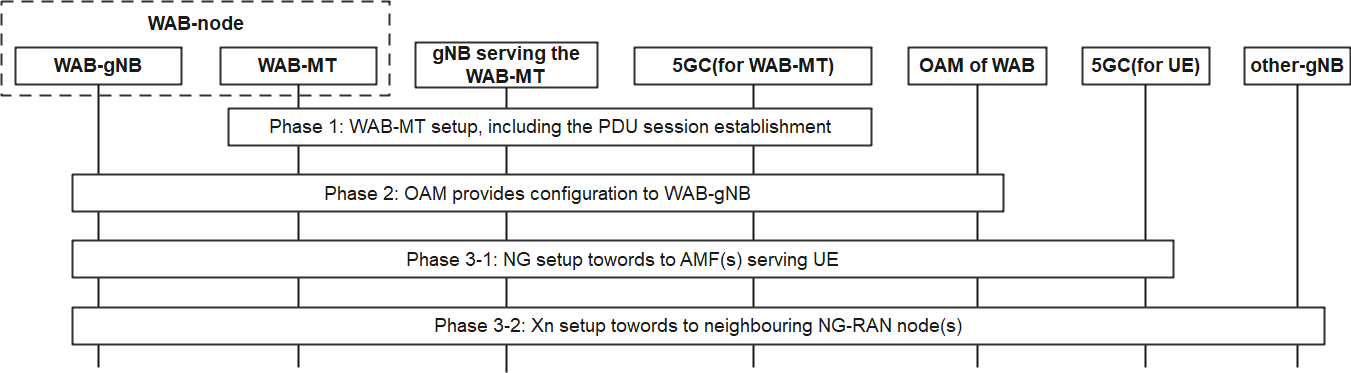 WAB-node
WAB-gNB
WAB-MT
gNB serving the
WAB-MT
5GC(for WAB-MT)
OAM of WAB
5GC(for UE)
other-gNB
Phase 1: WAB-MT setup, including the PDU session establishment
Phase 2: OAM provides configuration to WAB-gNB
Phase 3-1: NG setup towords to AMF(s) serving UE
Phase 3-2: Xn setup towords to neighbouring NG-RAN node(s)